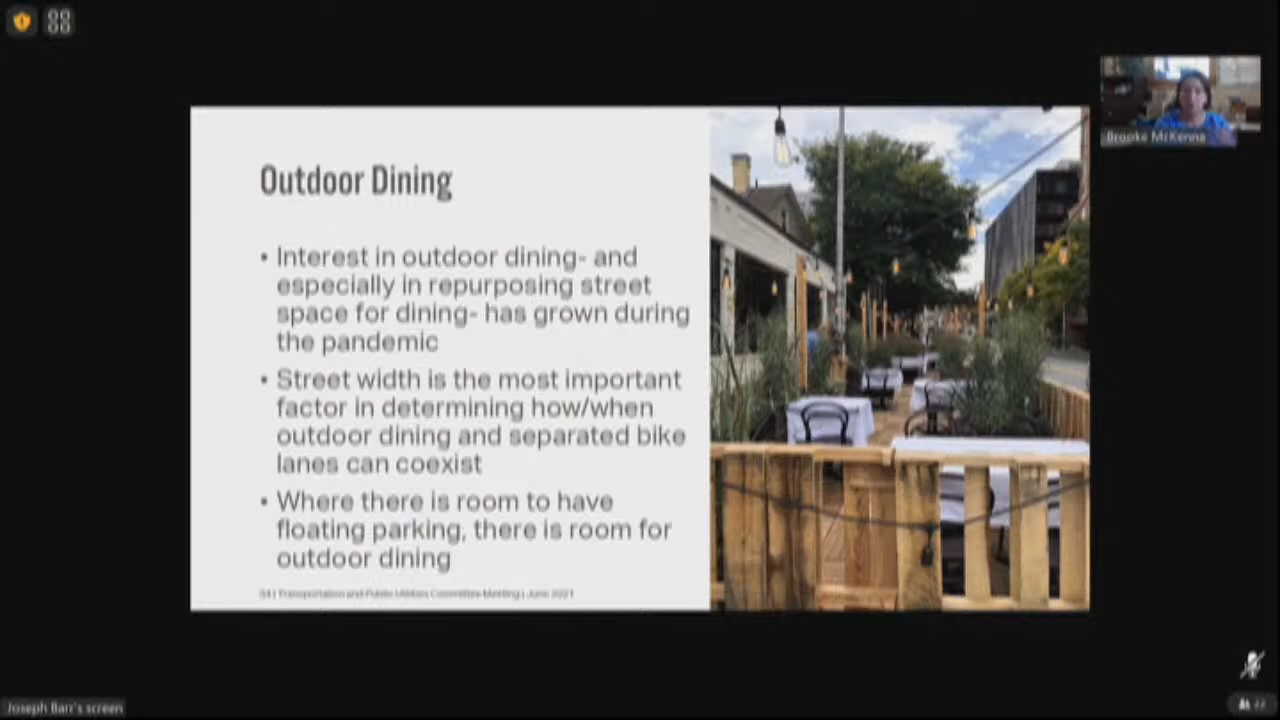 Brooke McKenna
Outdoor Dining
• Interest in outdoor dining- and
especially in repurposing street
space for dining- has grown during
the pandemic
• Street width is the most important
factor in determining how/when
outdoor dining and separated bike
lanes can coexist
• Where there is room to have
floating parking, there is room for
outdoor dining
| Transportation and Public Utilities Committee Meeting | June 2021
Joseph Barr's screen